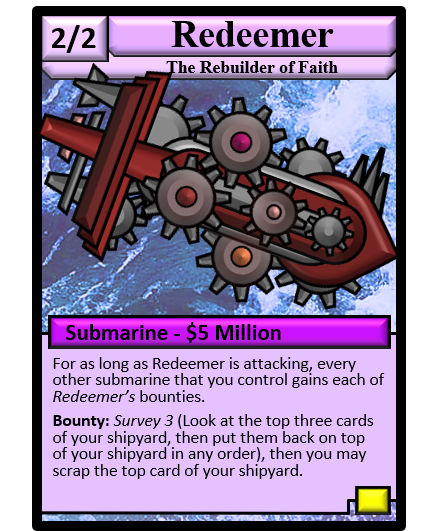 2/2
Redeemer
The Rebuilder of Faith
Submarine - $5 Million
For as long as Redeemer is attacking, every
other submarine that you control gains each of
Redeemer's bounties.
Bounty: Survey 3 (Look at the top three cards
of your shipyard, then put them back on top
of your shipyard in any order), then you may
scrap the top card of your shipyard.